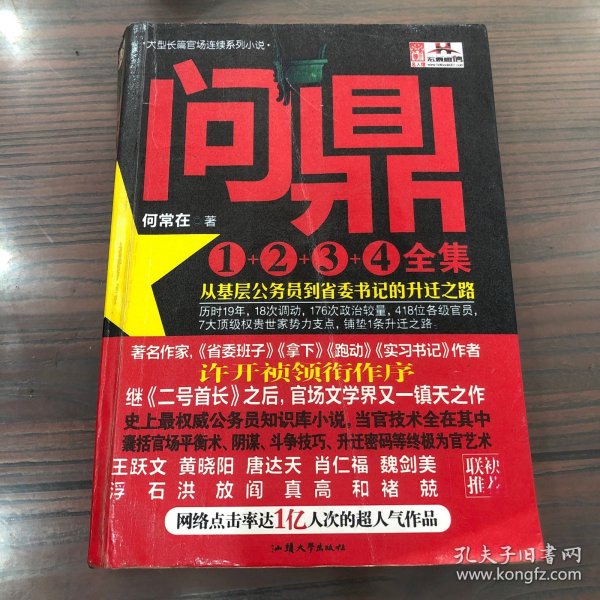 ·大型长篇官场连续系列小说·
宏泰恒信
问鼎
何常在 著
1+2+3+4全集
从基层公务员到省委书记的升迁之路
历时19年，18次调动，176次政治较量，418位各级官员，
7大顶级权贵世家势力支点，铺垫1条升迁之路
著名作家，《省委班子》《拿下》《跑动》《实习书记》作者
许开祯领衔作序
继《二号首长》之后，官场文学界又一镇天之作
史上最权威公务员知识库小说，当官技术全在其中
囊括官场平衡术、阴谋、斗争技巧、升迁密码等终极为官艺术
王跃文 黄晓阳 唐达天 肖仁福 魏剑美
浮石 洪放 阎真 高和 褚兢
联袂
推荐
网络点击率达1亿人次的超人气作品
汕頭大學出版社
孔夫子旧书网
www.kongfz.com